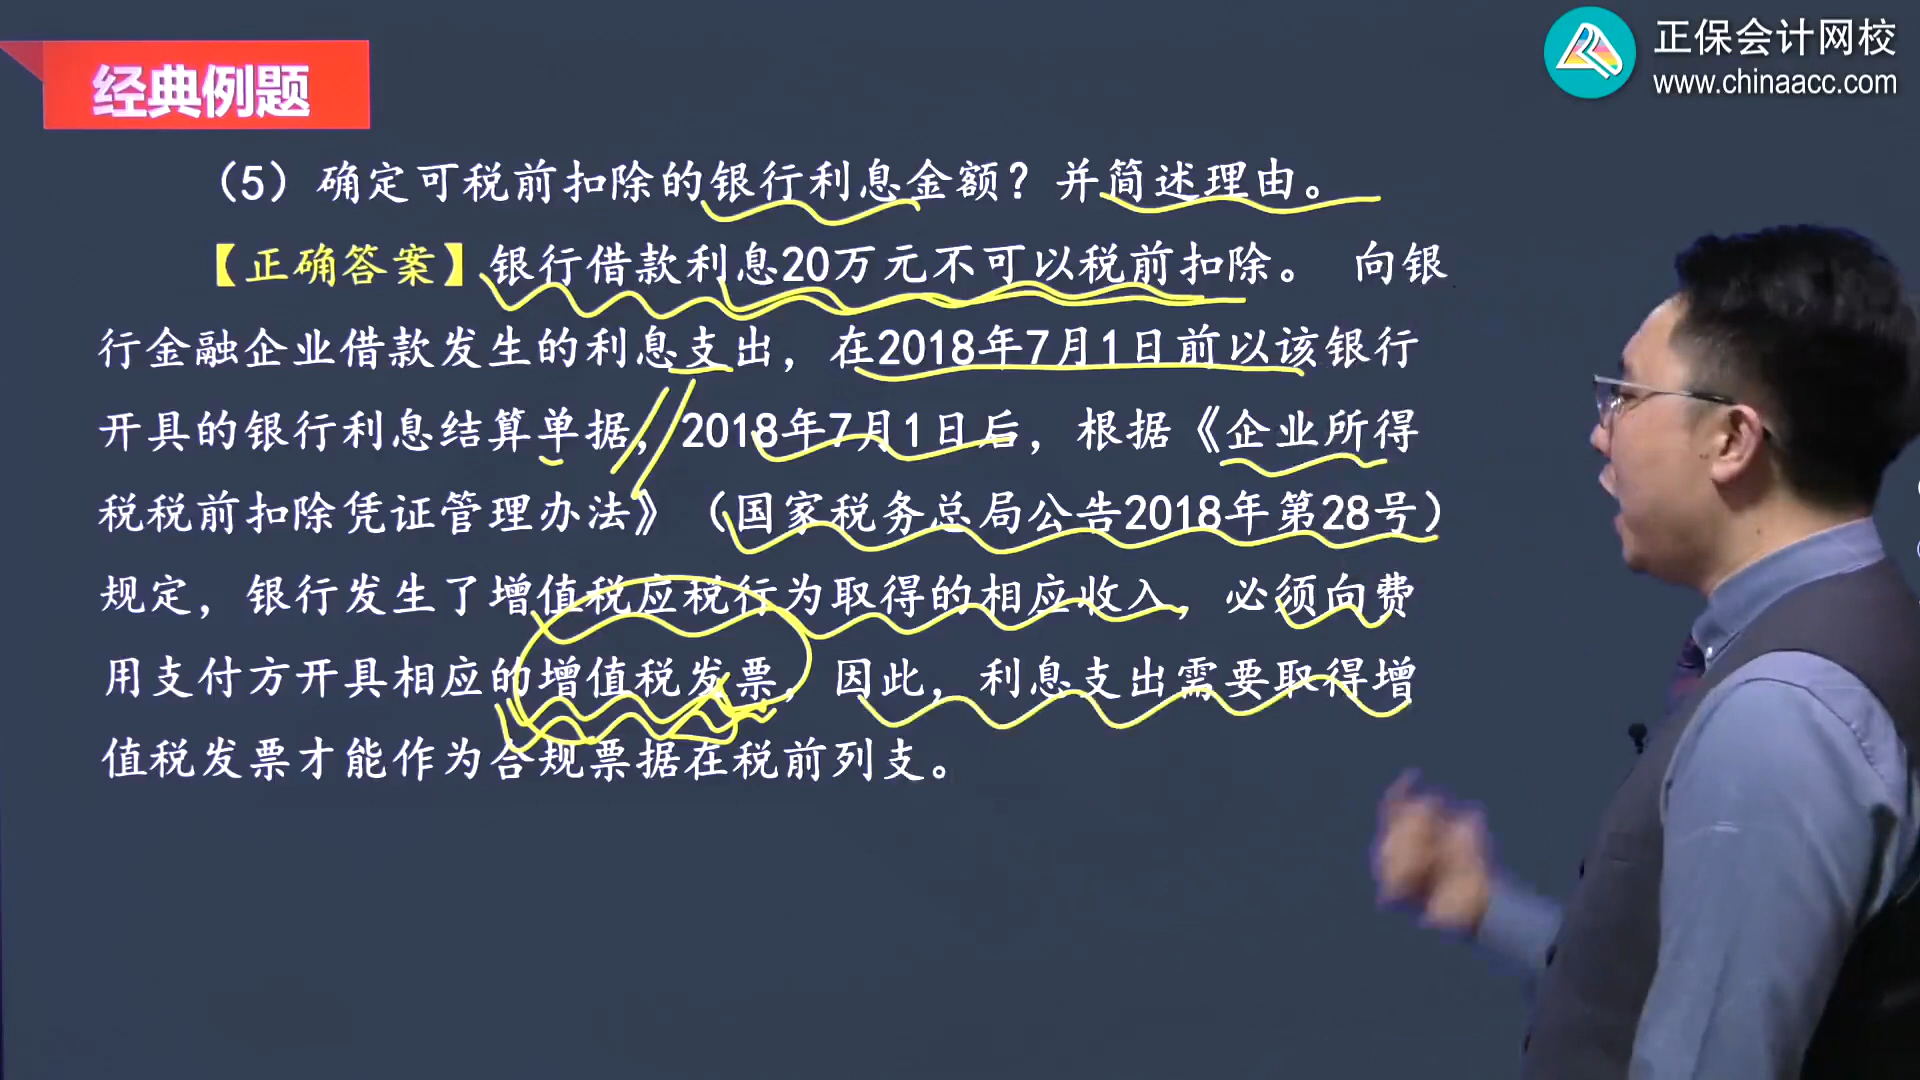 正保会计网校
www.chinaacc.com
经典例题
（5）确定可税前扣除的银行利息金额？并简述理由。
【正确答案】银行借款利息20万元不可以税前扣除。 向银
行金融企业借款发生的利息支出，在2018年7月1日前以该银行
开具的银行利息结算单据，2018年7月1日后，根据《企业所得
税税前扣除凭证管理办法》（国家税务总局公告2018年第28号）
规定，银行发生了增值税应税行为取得的相应收入，必须向费
用支付方开具相应的增值税发票，因此，利息支出需要取得增
值税发票才能作为合规票据在税前列支。